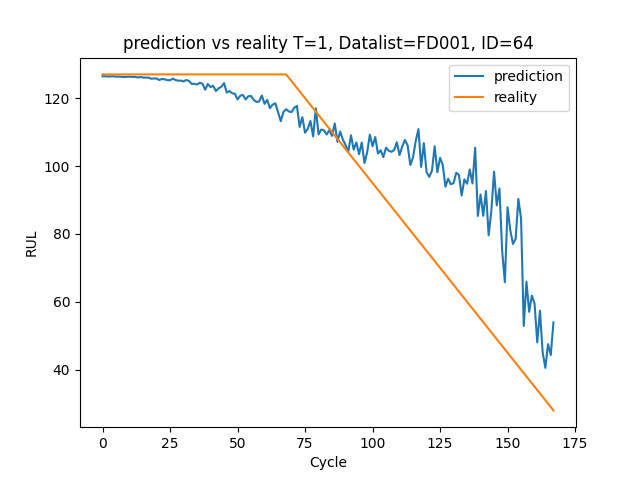 prediction vs reality T=1, Datalist=FD001, ID=64
prediction
reality
RUL
120
100
80
60
40
0 25 50 75 100 125 150 175
Cycle